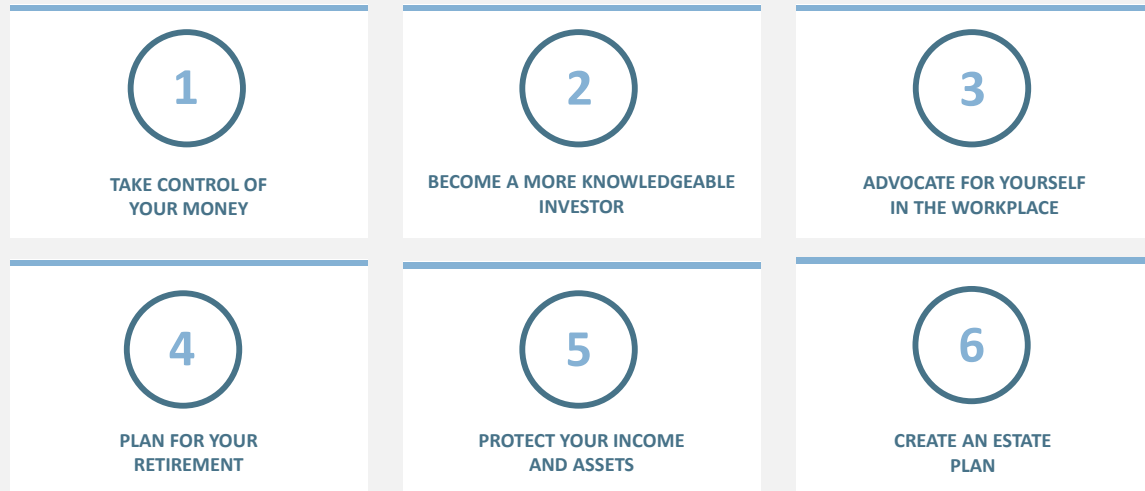 1
TAKE CONTROL OF
YOUR MONEY
2
BECOME A MORE KNOWLEDGEABLE
INVESTOR
3
ADVOCATE FOR YOURSELF
IN THE WORKPLACE
4
PLAN FOR YOUR
RETIREMENT
5
PROTECT YOUR INCOME
AND ASSETS
6
CREATE AN ESTATE
PLAN